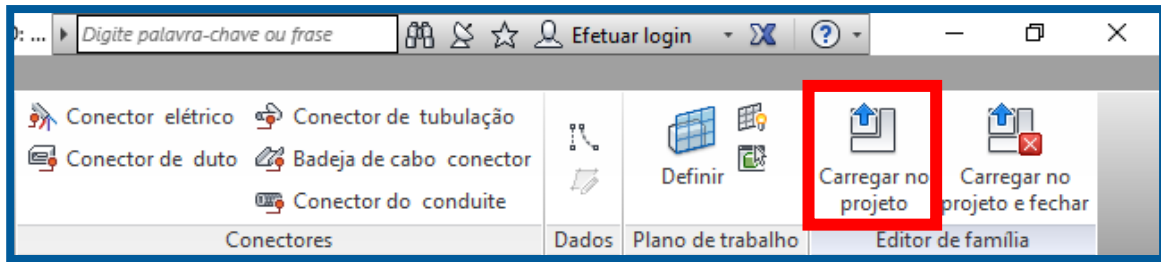 D: ... Digite palavra-chave ou frase Efetuar login
Conector elétrico Conector de tubulação
Conector de duto Badeja de cabo conector
Conector do conduite
Definir
Carregar no
projeto
Carregar no
projeto e fechar
Conectores Dados Plano de trabalho Editor de família